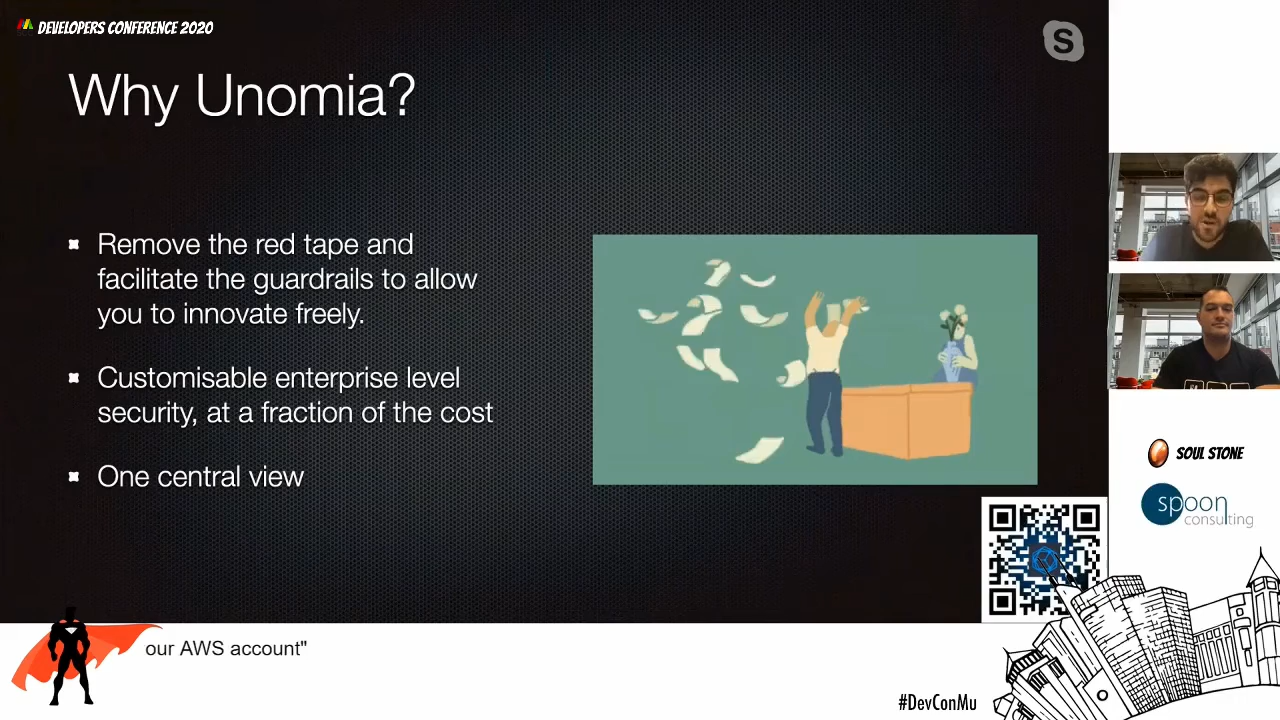 DEVELOPERS CONFERENCE 2020
S
Why Unomia?
Remove the red tape and
facilitate the guardrails to allow
you to innovate freely.
Customisable enterprise level
security, at a fraction of the cost
One central view
SOUL STONE
spoon
consulting
our AWS account"
#DevConMu